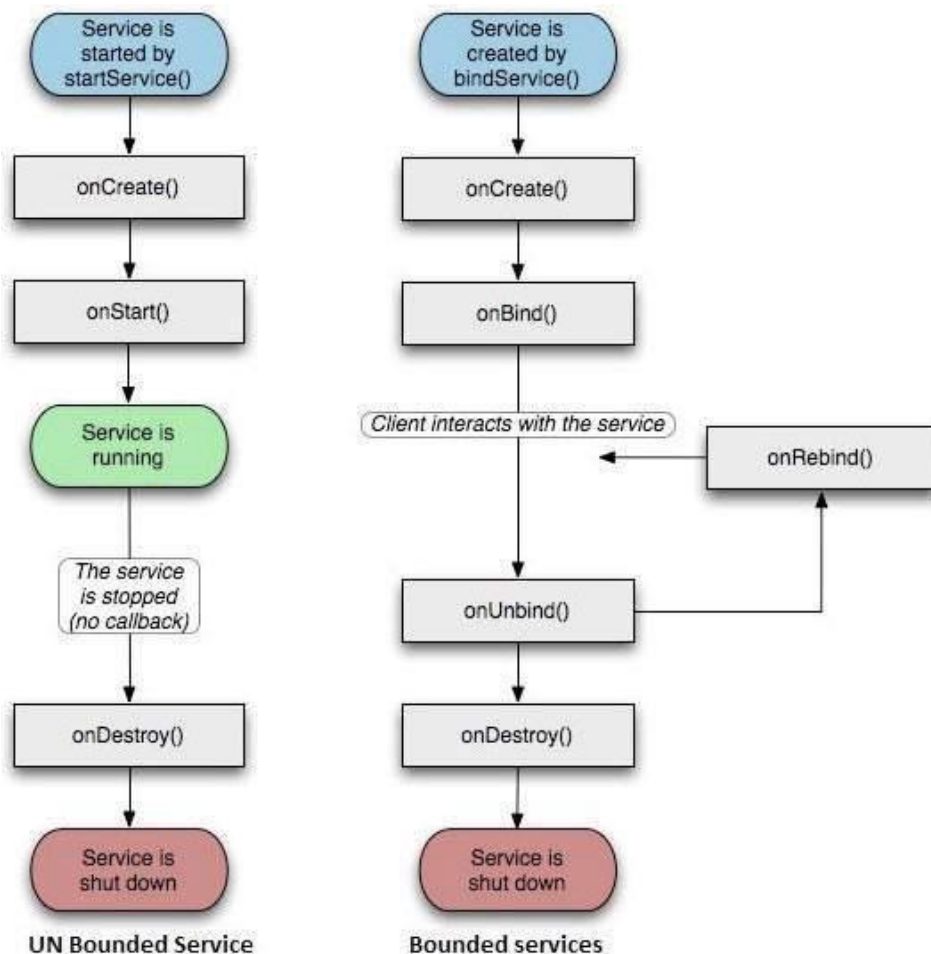 Service is
started by
startService()
onCreate()
onStart()
Service is
running
The service
is stopped
(no callback)
onDestroy()
Service is
shut down
UN Bounded Service
Service is
created by
bindService()
onCreate()
onBind()
Client interacts with the service
onRebind()
onUnbind()
onDestroy()
Service is
shut down
Bounded services